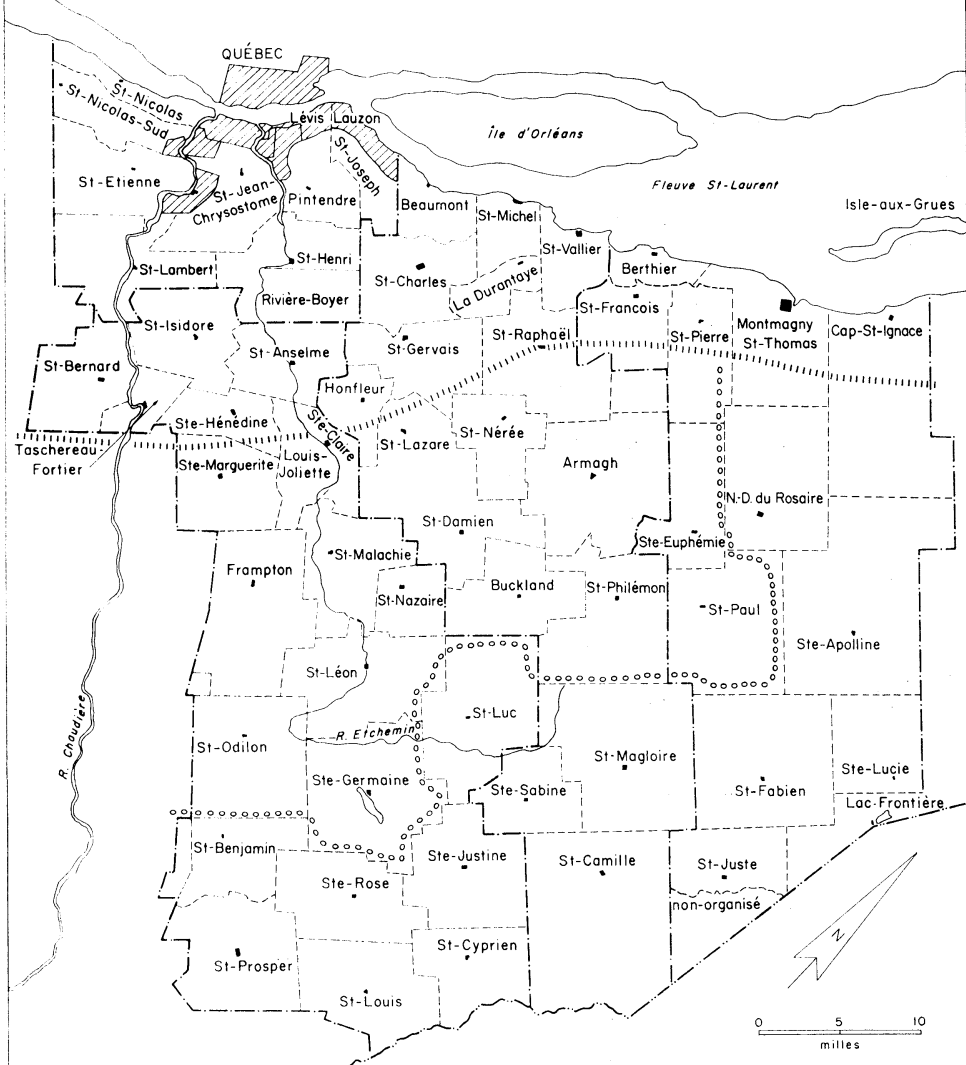 QUÉBEC
St-Nicolas
St-Nicolas-Sud
Lévis
Lauzon
Île d'Orléans
St-Joseph
St-Etienne
St-Jean-
Chrysostome
Pintendre
Beaumont
Fleuve St-Laurent
Isle-aux-Grues
St-Michel
St-Vallier
Berthier
St-Lambert
St-Henri
St-Charles
La Durantaye
Rivière-Boyer
St-Francois
St-Isidore
St-Raphaël
St-Pierre
Montmagny
St-Thomas
Cap-St-Ignace
St-Anselme
St-Gervais
St-Bernard
Honfleur
Ste-Hénédine
Ste-Claire
St-Lazare
St-Nérée
Taschereau
Fortier
Ste-Marguerite
Louis-
Joliette
Armagh
N.-D. du Rosaire
St-Damien
Ste-Euphémie
St-Malachie
Frampton
St-Nazaire
Buckland
St-Philémon
St-Paul
Ste-Apolline
St-Léon
R. Chaudière
St-Luc
R. Etchemin
St-Odilon
St-Magloire
Ste-Germaine
Ste-Sabine
St-Fabien
Ste-Lucie
Lac-Frontière
St-Benjamin
Ste-Justine
St-Camille
St-Juste
Ste-Rose
non-organisé
St-Cyprien
St-Prosper
St-Louis
N
0 5 10
milles